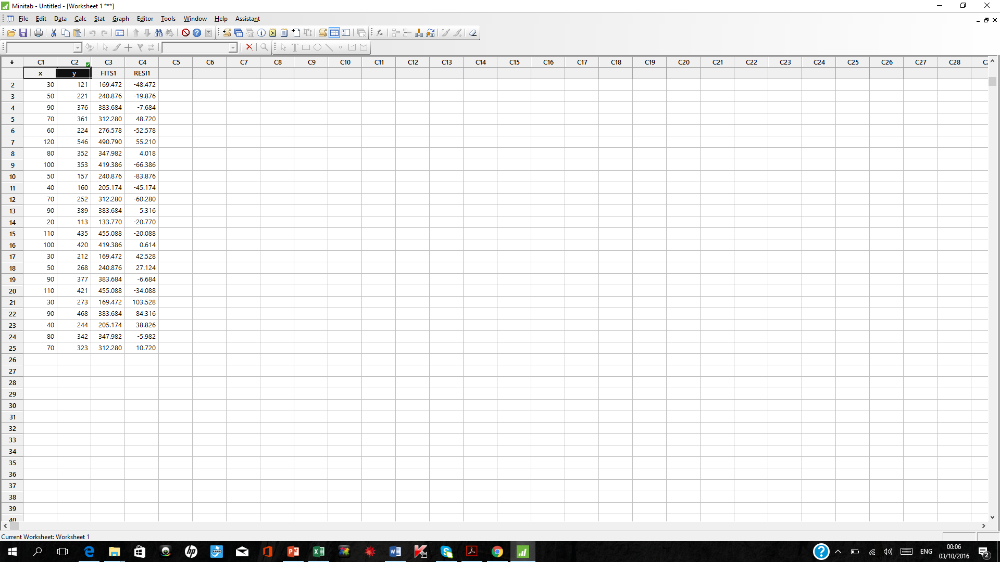 Minitab - Untitled - [Worksheet 1 ***]
File Edit Data Calc Stat Graph Editor Tools Window Help Assistant
C1 C2 C3 C4 C5 C6 C7 C8 C9 C10 C11 C12 C13 C14 C15 C16 C17 C18 C19 C20 C21 C22 C23 C24 C25 C26 C27 C28
x y FITS1 RESI1
2 30 121 169.472 -48.472
3 50 221 240.876 -19.876
4 90 376 383.684 -7.684
5 70 361 312.280 48.720
6 60 224 276.578 -52.578
7 120 546 490.790 55.210
8 80 352 347.982 4.018
9 100 353 419.386 -66.386
10 50 157 240.876 -83.876
11 40 160 205.174 -45.174
12 70 252 312.280 -60.280
13 90 389 383.684 5.316
14 20 113 133.770 -20.770
15 110 435 455.088 -20.088
16 100 420 419.386 0.614
17 30 212 169.472 42.528
18 50 268 240.876 27.124
19 90 377 383.684 -6.684
20 110 421 455.088 -34.088
21 30 273 169.472 103.528
22 90 468 383.684 84.316
23 40 244 205.174 38.826
24 80 342 347.982 -5.982
25 70 323 312.280 10.720
26
27
28
29
30
31
32
33
34
35
36
37
38
39
40
Current Worksheet: Worksheet 1
ENG
00:06
03/10/2016
2